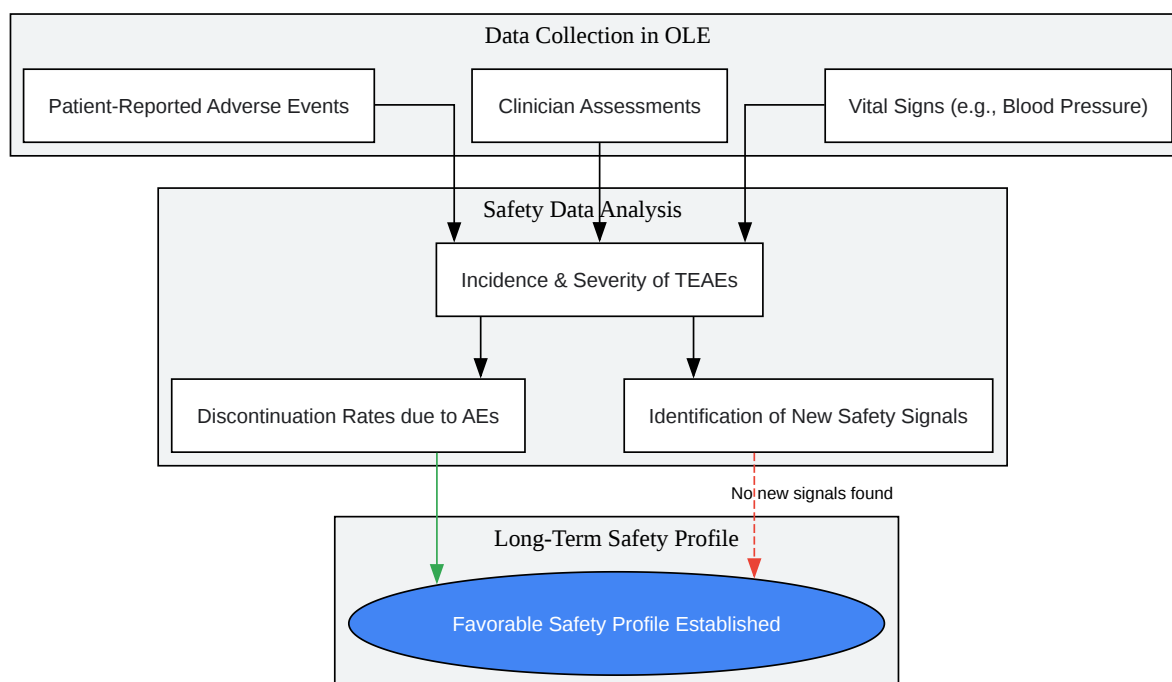 Data Collection in OLE
Patient-Reported Adverse Events
Clinician Assessments
Vital Signs (e.g., Blood Pressure)
Safety Data Analysis
Incidence & Severity of TEAEs
Discontinuation Rates due to AEs
Identification of New Safety Signals
No new signals found
Long-Term Safety Profile
Favorable Safety Profile Established